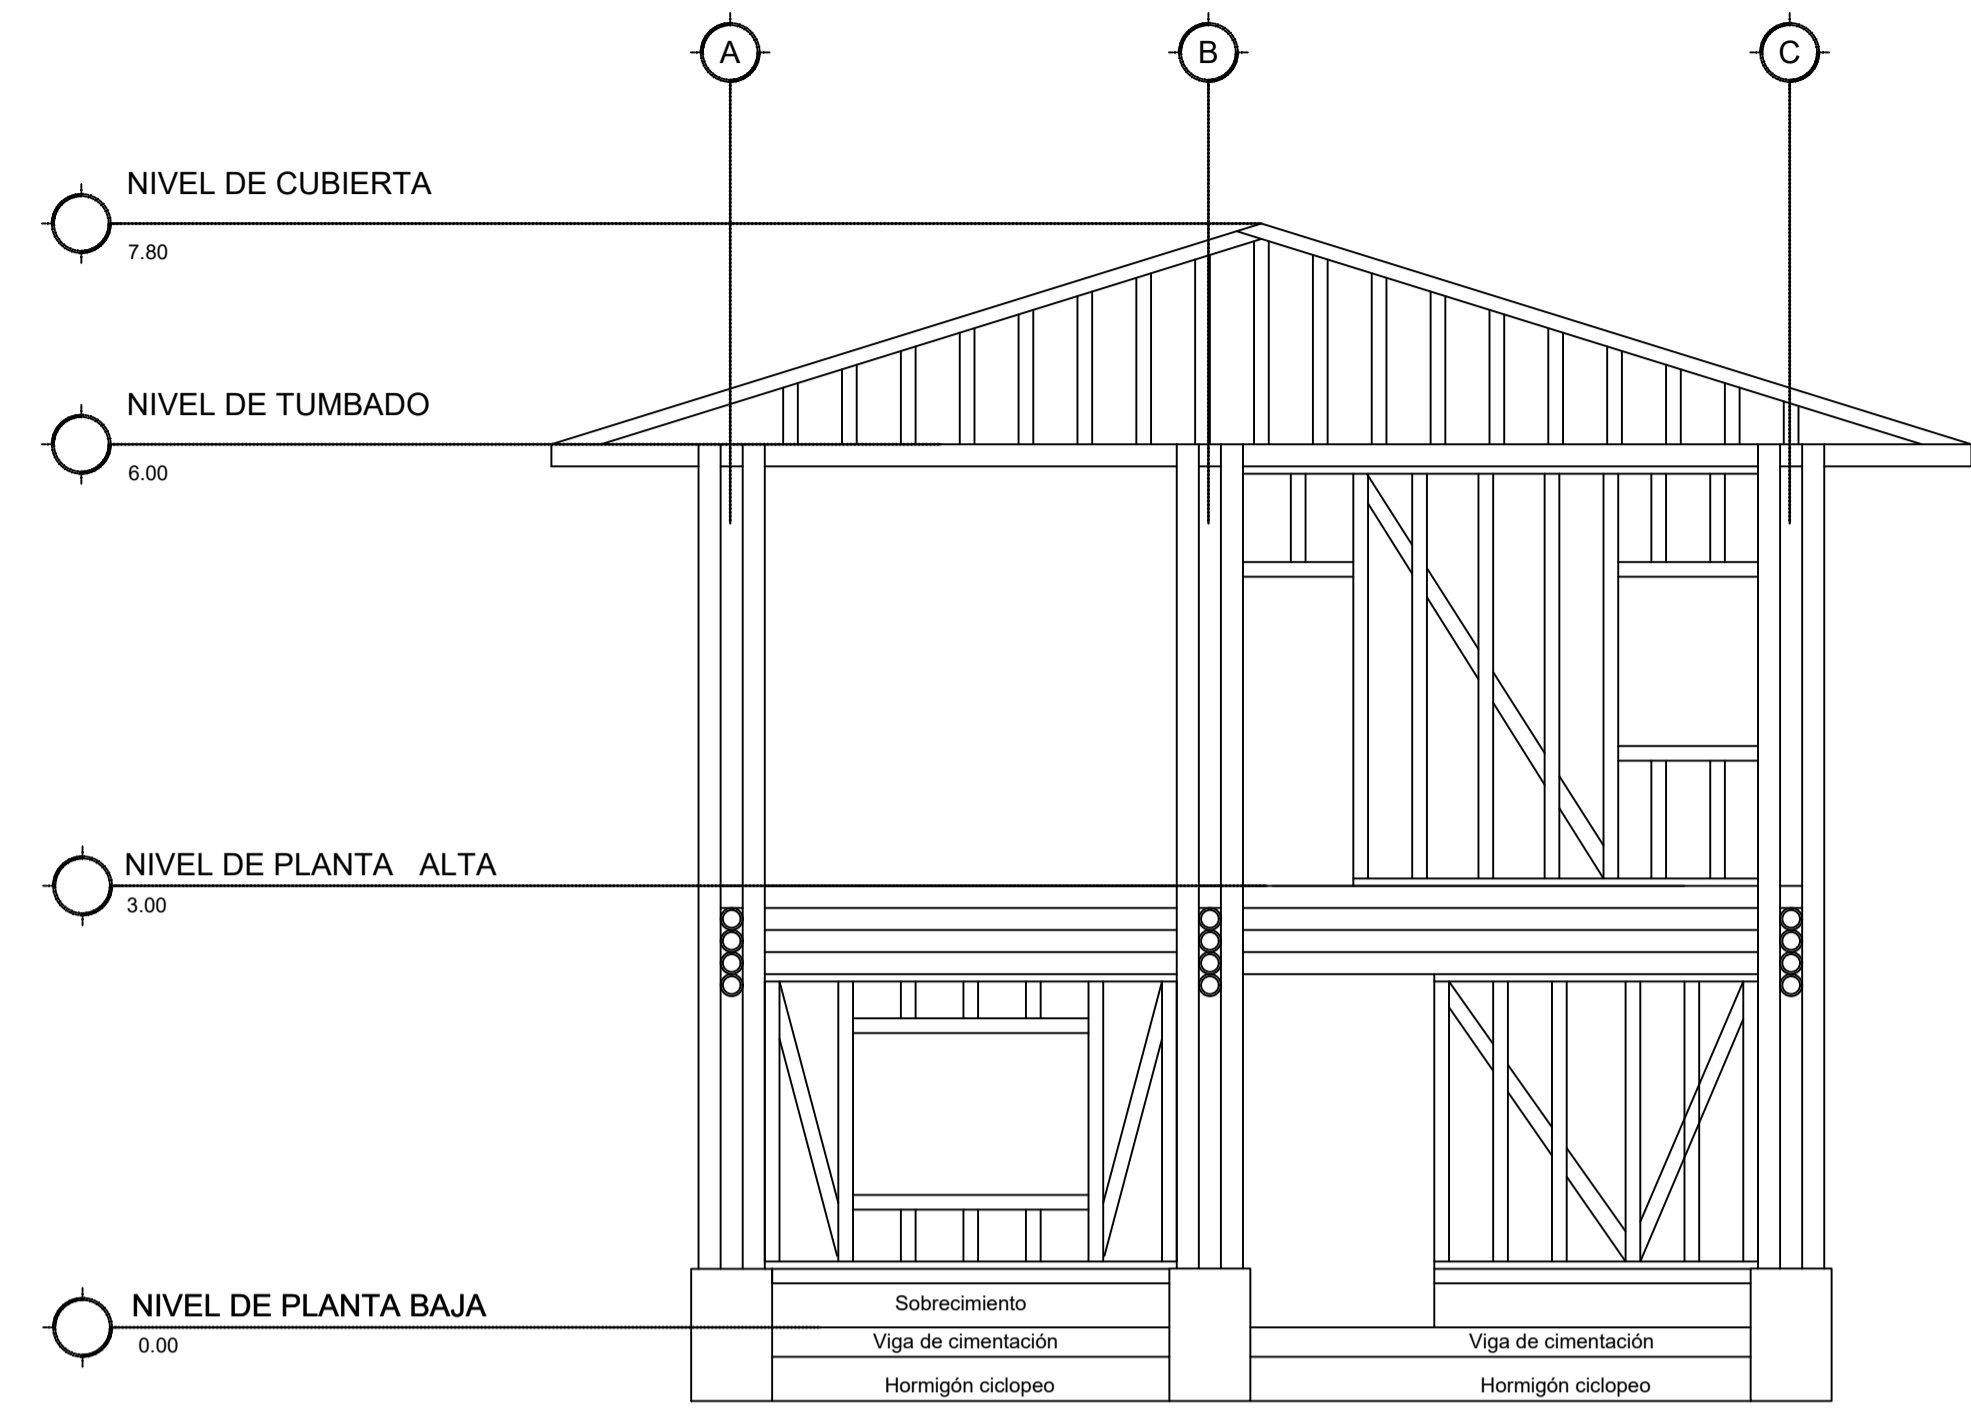 A B C
NIVEL DE CUBIERTA
7.80
NIVEL DE TUMBADO
6.00
NIVEL DE PLANTA ALTA
3.00
NIVEL DE PLANTA BAJA
0.00
Sobrecimiento
Viga de cimentación Viga de cimentación
Hormigón ciclopeo Hormigón ciclopeo